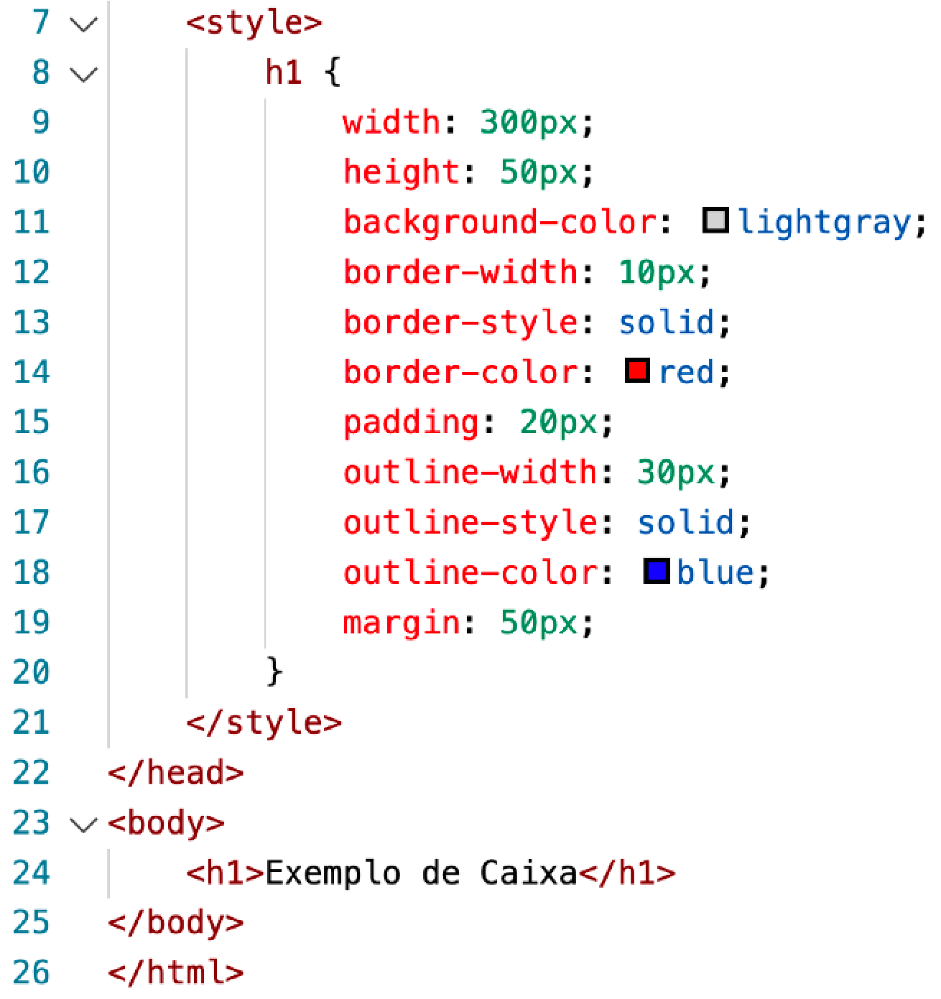 7 <style>
8 h1 {
9 width: 300px;
10 height: 50px;
11 background-color: lightgray;
12 border-width: 10px;
13 border-style: solid;
14 border-color: red;
15 padding: 20px;
16 outline-width: 30px;
17 outline-style: solid;
18 outline-color: blue;
19 margin: 50px;
20 }
21 </style>
22 </head>
23 <body>
24 <h1>Exemplo de Caixa</h1>
25 </body>
26 </html>